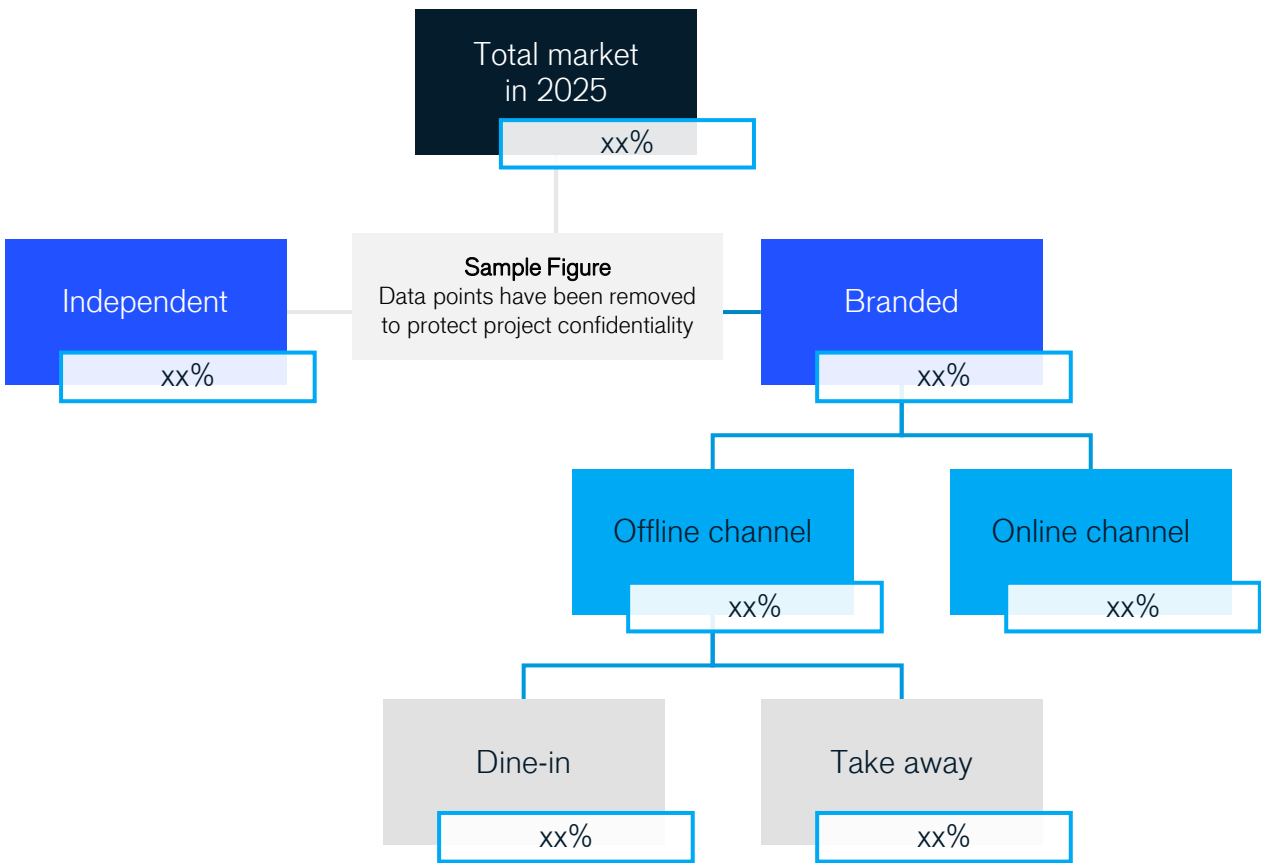 Total market
in 2025
xx%
Independent
xx%
Sample Figure
Data points have been removed
to protect project confidentiality
Branded
xx%
Offline channel
xx%
Online channel
xx%
Dine-in
xx%
Take away
xx%